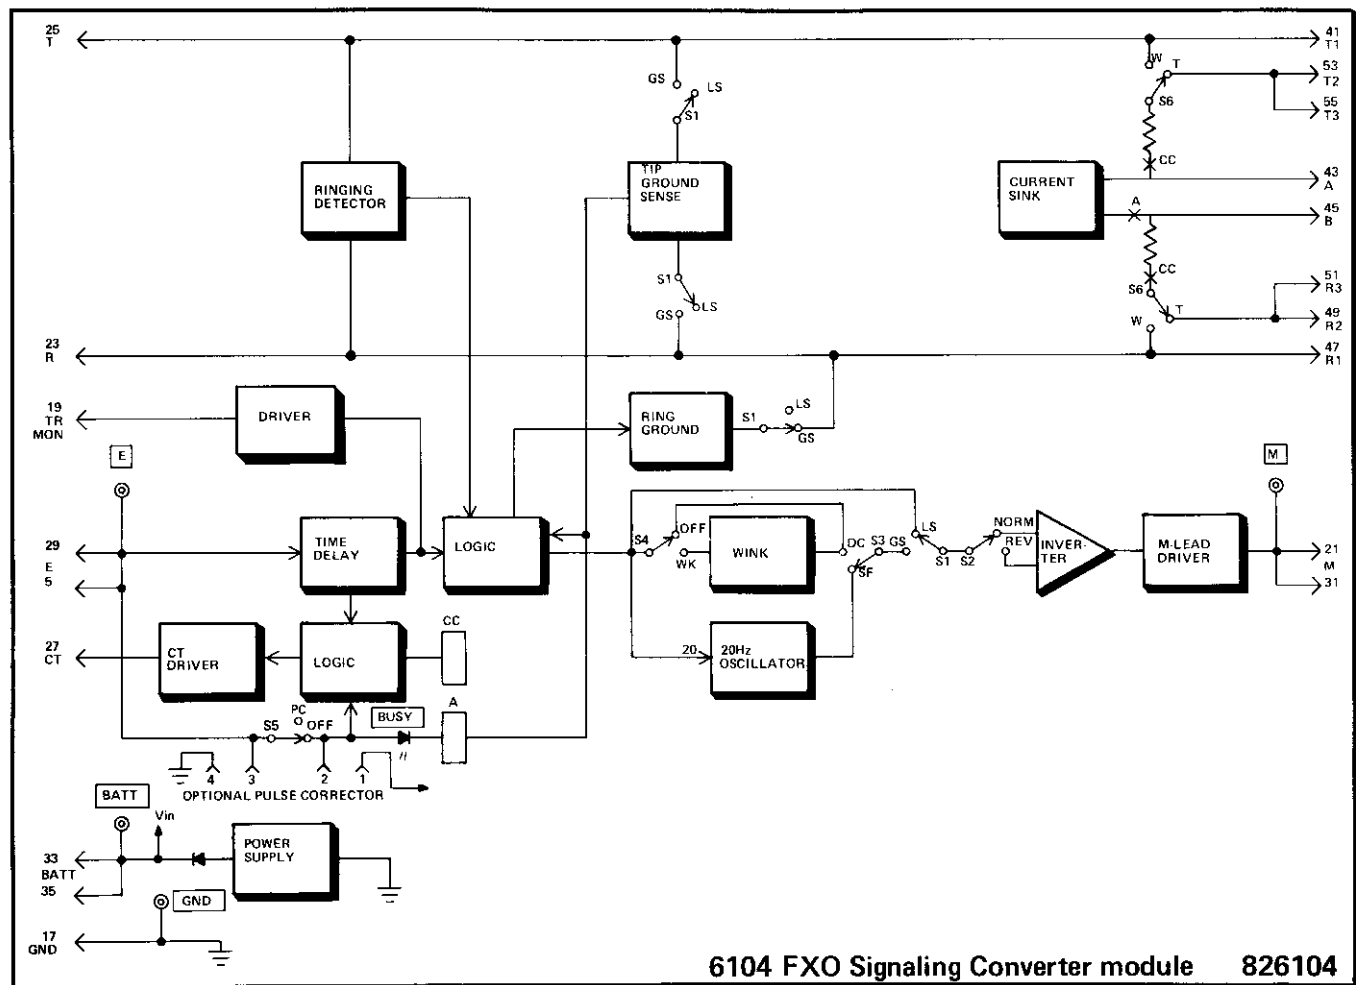 25
T
41
T1
W
T
53
T2
GS
LS
S1
S6
55
T3
RINGING
DETECTOR
TIP
GROUND
SENSE
CC
CURRENT
SINK
43
A
A
45
B
S1
LS
GS
CC
S6
T
W
51
R3
49
R2
23
R
47
R1
19
TR
MON
DRIVER
RING
GROUND
S1
LS
GS
E
M
29
E
5
TIME
DELAY
LOGIC
S4
OFF
WK
WINK
DC
S3
GS
SF
LS
S1
S2
NORM
REV
INVER-
TER
M-LEAD
DRIVER
21
M
31
27
CT
CT
DRIVER
LOGIC
CC
20
20Hz
OSCILLATOR
A
BUSY
PC
S5
OFF
4
3
2
1
OPTIONAL PULSE CORRECTOR
BATT
Vin
33
BATT
35
POWER
SUPPLY
GND
17
GND
6104 FXO Signaling Converter module 826104